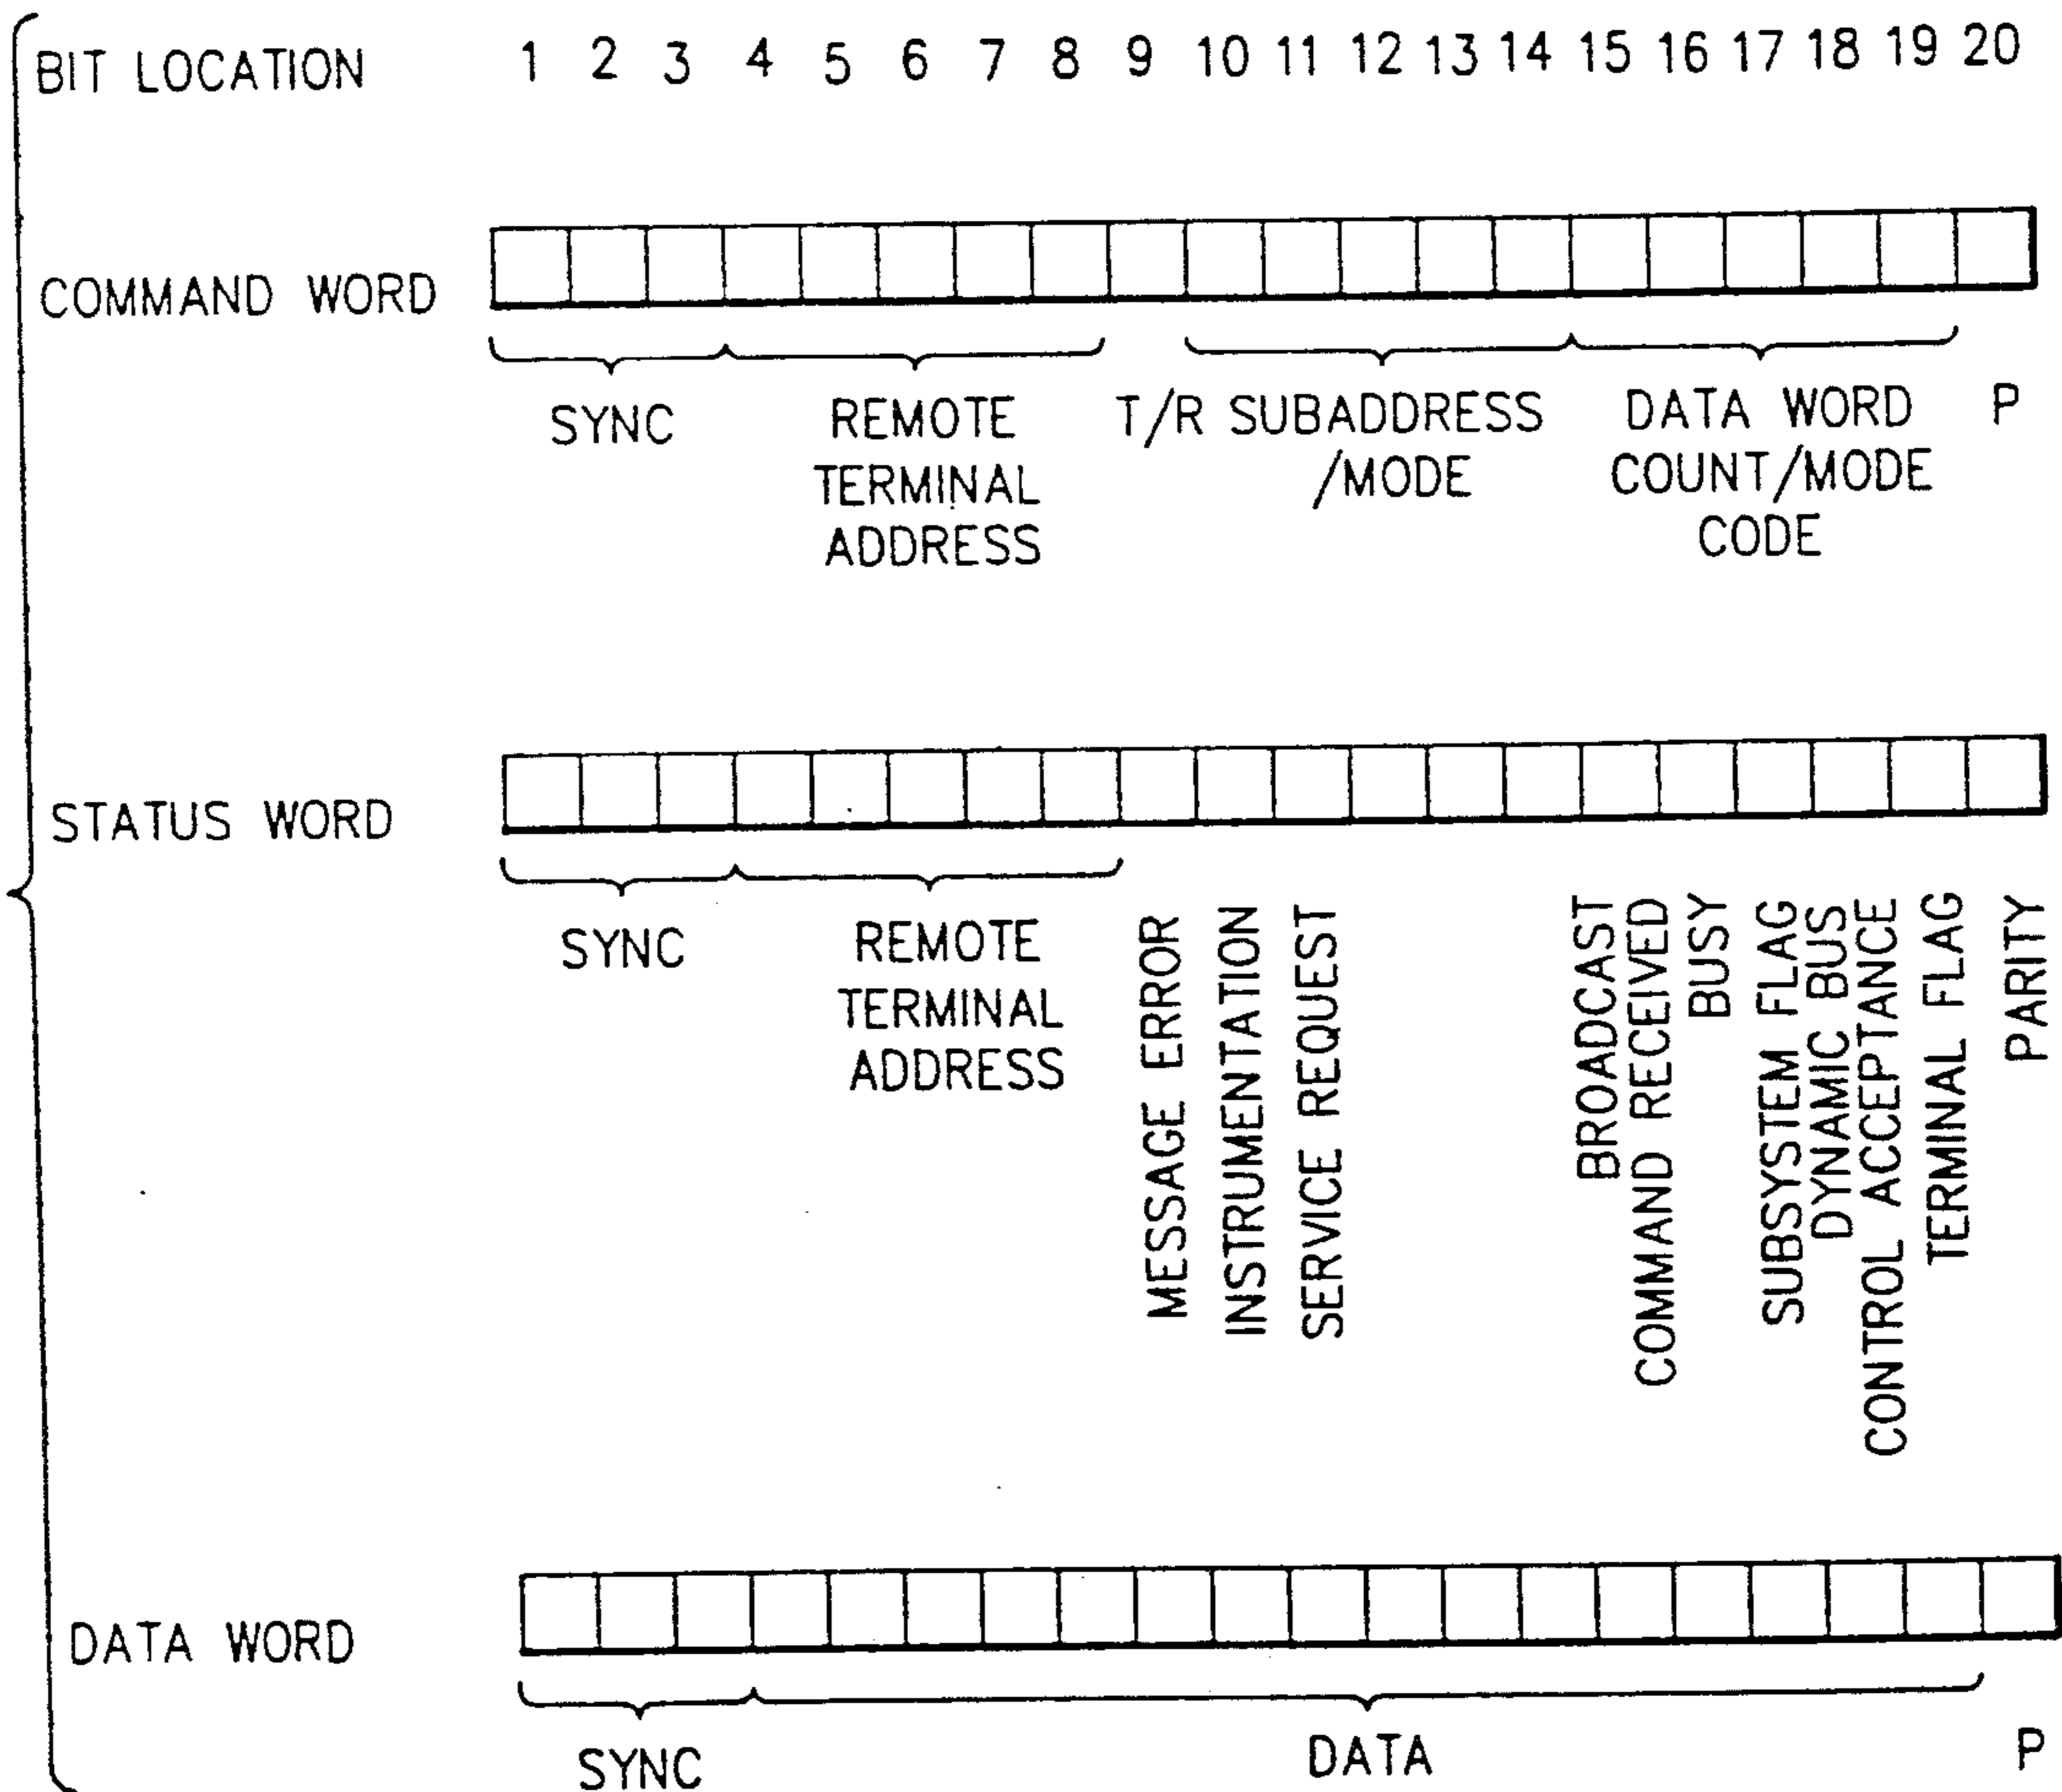 BIT LOCATION 1 2 3 4 5 6 7 8 9 10 11 12 13 14 15 16 17 18 19 20
COMMAND WORD
SYNC
REMOTE
TERMINAL
ADDRESS
T/R SUBADDRESS
/MODE
DATA WORD
COUNT/MODE
CODE
P
STATUS WORD
SYNC
REMOTE
TERMINAL
ADDRESS
MESSAGE ERROR
INSTRUMENTATION
SERVICE REQUEST
BROADCAST
COMMAND RECEIVED
BUSY
SUBSYSTEM FLAG
DYNAMIC BUS
CONTROL ACCEPTANCE
TERMINAL FLAG
PARITY
DATA WORD
SYNC
DATA
P